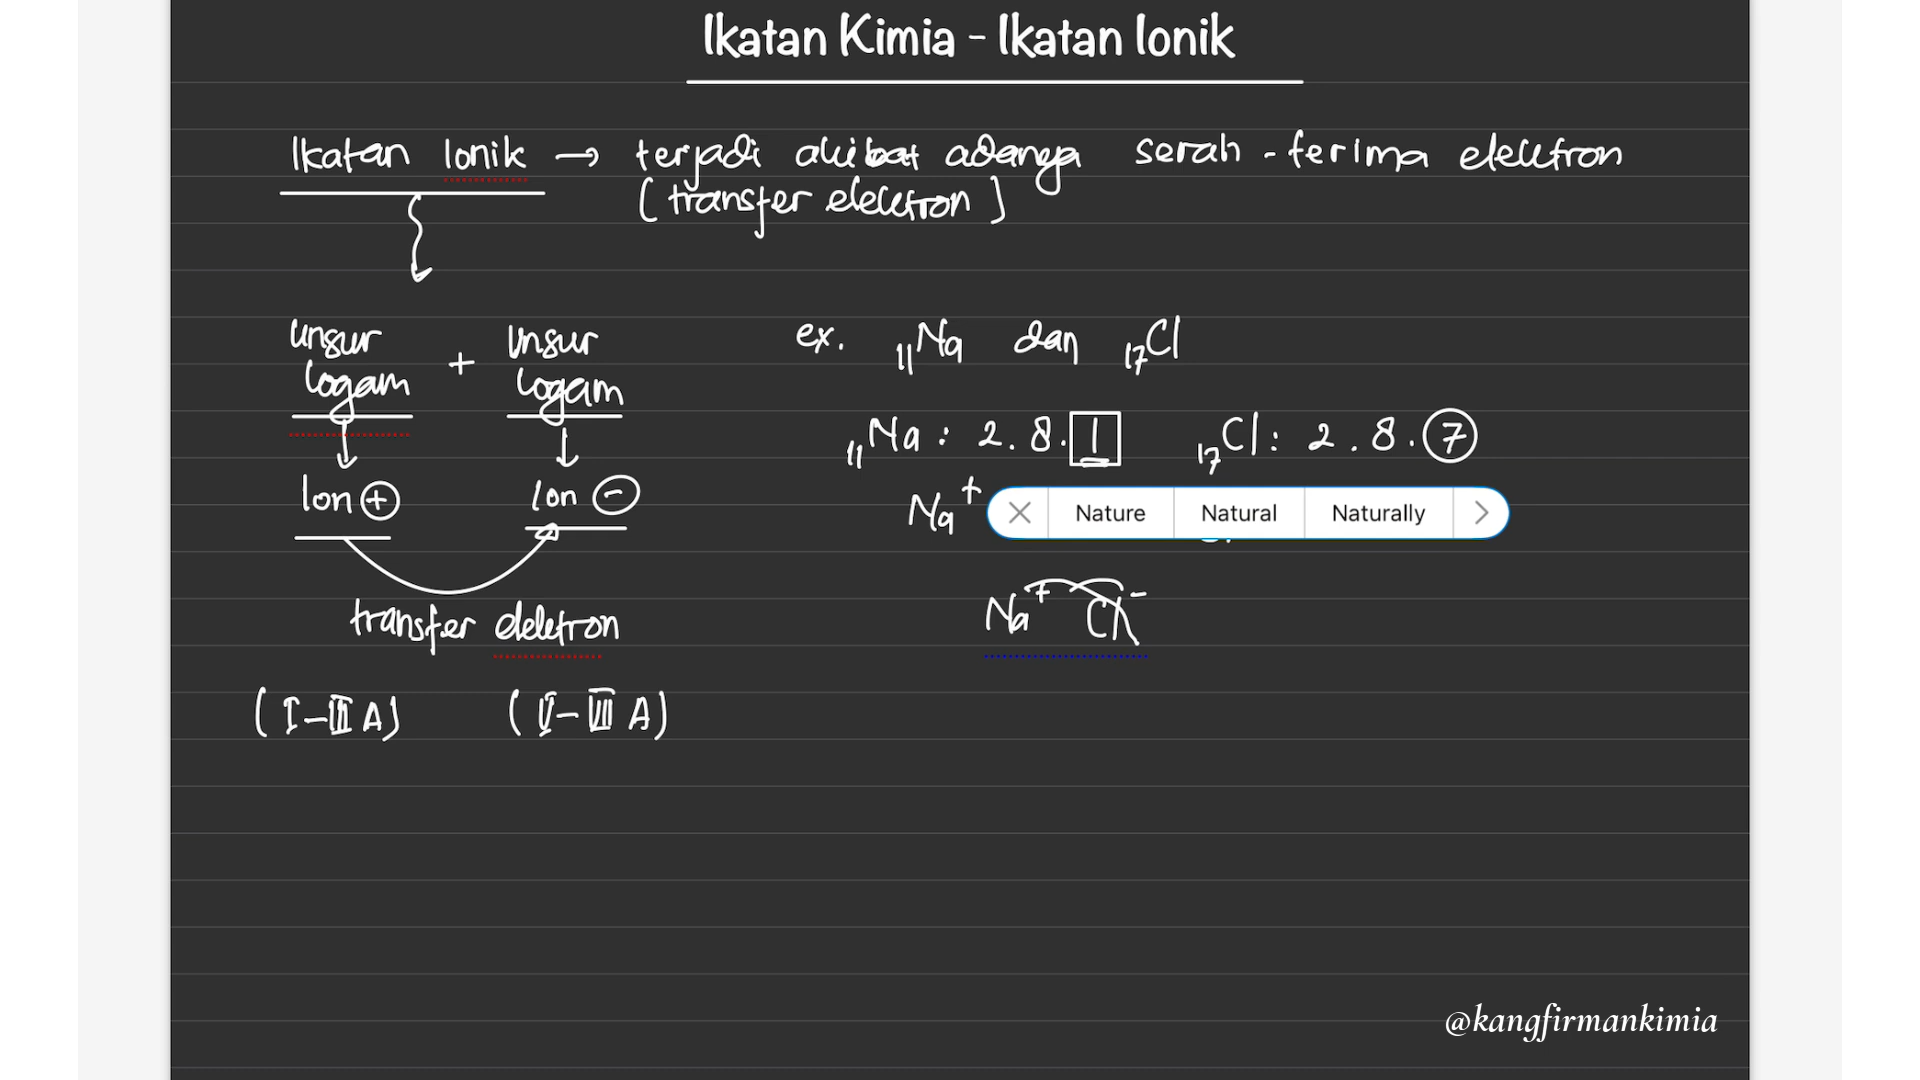 Ikatan Kimia - Ikatan Ionik
Ikatan Ionik → terjadi akibat adanya serah - terima elektron
(transfer elektron)
unsur logam + unsur logam
ion ⊕ ion ⊖
transfer elektron
(I - III A) (V - VII A)
ex. ₁₁Na dan ₁₇Cl
₁₁Na : 2 . 8 . 1 ₁₇Cl : 2 . 8 . 7
Na⁺
Nature Natural Naturally
Na⁺ Cl⁻
@kangfirmankimia